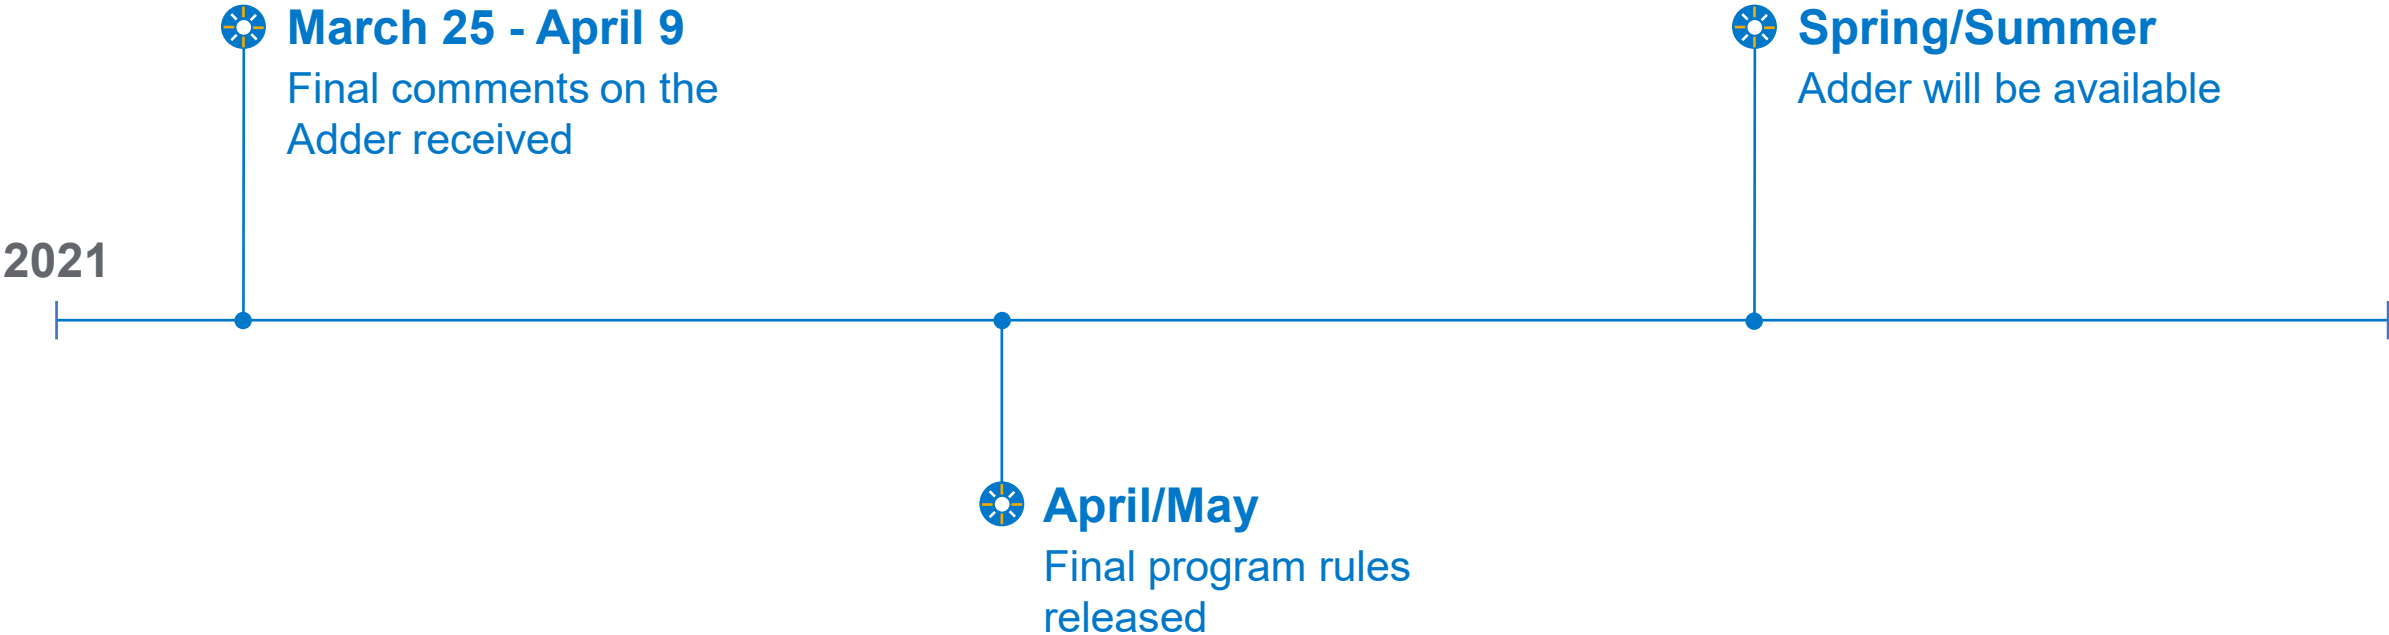 March 25 - April 9
Final comments on the
Adder received
Spring/Summer
Adder will be available
2021
April/May
Final program rules
released